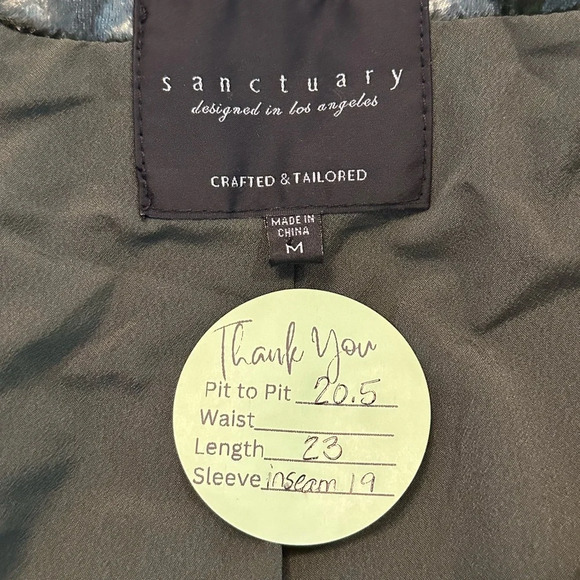 sanctuary
designed in los angeles
CRAFTED & TAILORED
MADE IN
CHINA
M
Thank You
Pit to Pit 20.5
Waist
Length 23
Sleeve inseam 19